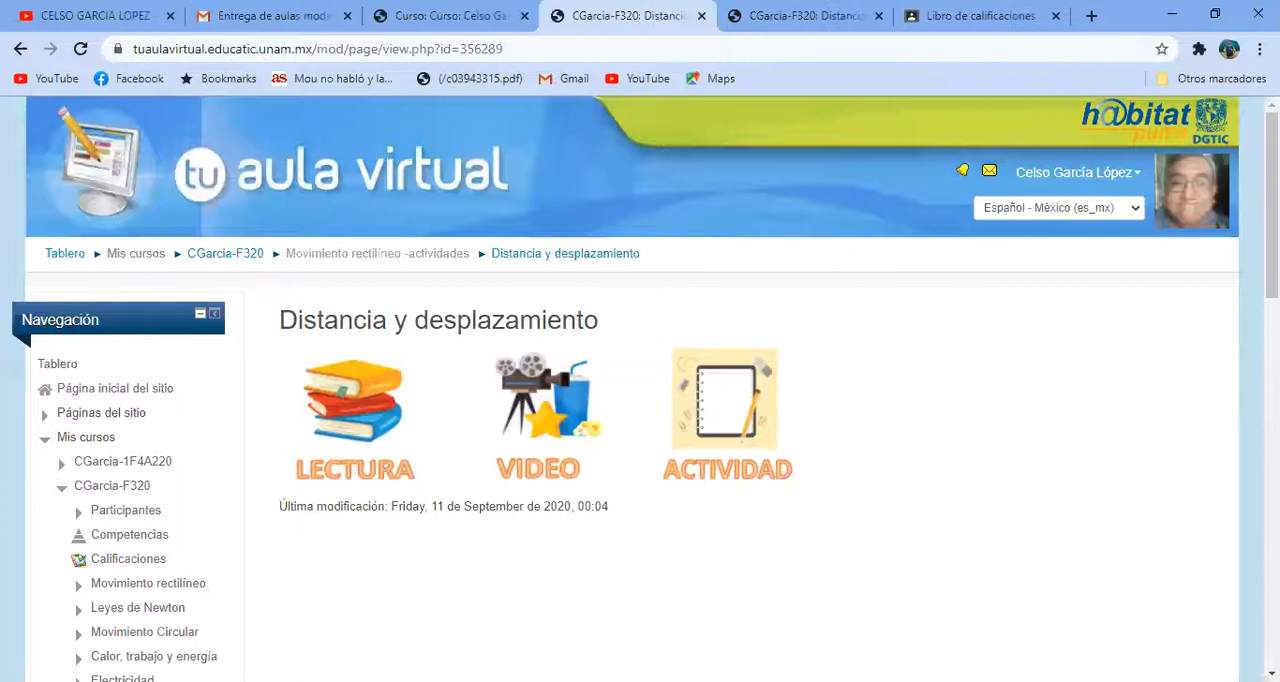 CELSO GARCIA LOPEZ
Entrega de aula mode
Curso: Curso: Celso Ga
CGarcia-F320: Distanci
CGarcia-F320: Distanci
Libro de calificaciones
tuaulavirtual.educatic.unam.mx/mod/page/view.php?id=356289
YouTube
Facebook
Bookmarks
as
Mou no habló y la...
(/c03943315.pdf)
Gmail
YouTube
Maps
Otros marcadores
h@bitat
puma
DGTIC
tu aula virtual
Celso García López
Español - México (es_mx)
Tablero ► Mis cursos ► CGarcia-F320 ► Movimiento rectilíneo -actividades ► Distancia y desplazamiento
Navegación
Distancia y desplazamiento
Tablero
Página inicial del sitio
Páginas del sitio
Mis cursos
CGarcia-1F4A220
CGarcia-F320
Participantes
Competencias
Calificaciones
Movimiento rectilíneo
Leyes de Newton
Movimiento Circular
Calor, trabajo y energía
Electricidad
LECTURA
VIDEO
ACTIVIDAD
Última modificación: Friday, 11 de September de 2020, 00:04